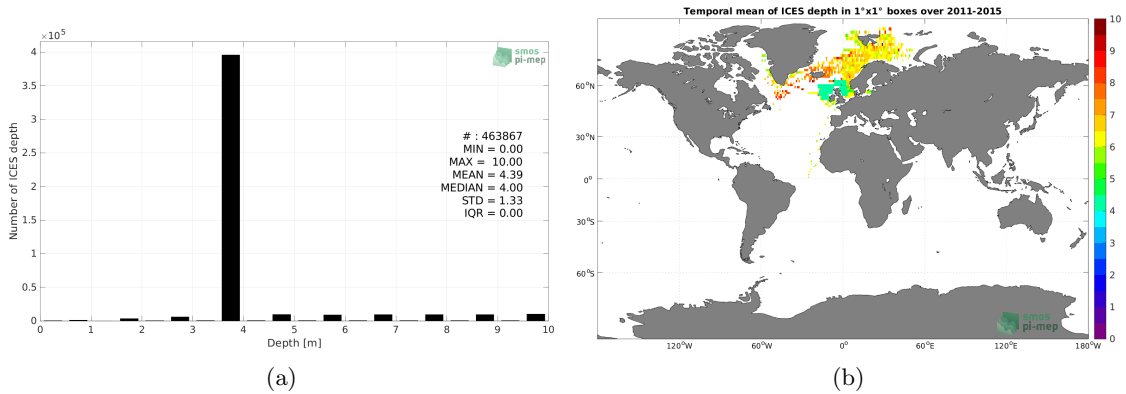 ×10⁵
4
3.5
3
2.5
2
1.5
1
0.5
0
0 1 2 3 4 5 6 7 8 9 10
Number of ICES depth
Depth [m]
smos
pi-mep
# : 463867
MIN = 0.00
MAX = 10.00
MEAN = 4.39
MEDIAN = 4.00
STD = 1.33
IQR = 0.00
(a)
Temporal mean of ICES depth in 1°x1° boxes over 2011-2015
60°N
30°N
0°
30°S
60°S
120°W 60°W 0° 60°E 120°E 180°W
smos
pi-mep
10
9
8
7
6
5
4
3
2
1
0
(b)